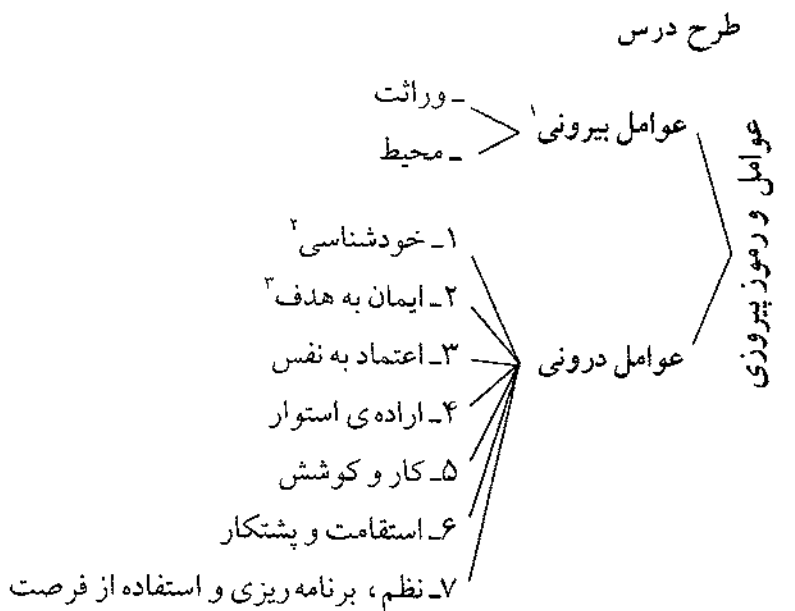 طرح درس
عوامل و رموز پیروزی
عوامل بیرونی۱
ـ وراثت
ـ محیط
عوامل درونی
۱ـ خودشناسی۲
۲ـ ایمان به هدف۳
۳ـ اعتماد به نفس
۴ـ اراده‌ی استوار
۵ـ کار و کوشش
۶ـ استقامت و پشتکار
۷ـ نظم، برنامه‌ریزی و استفاده از فرصت